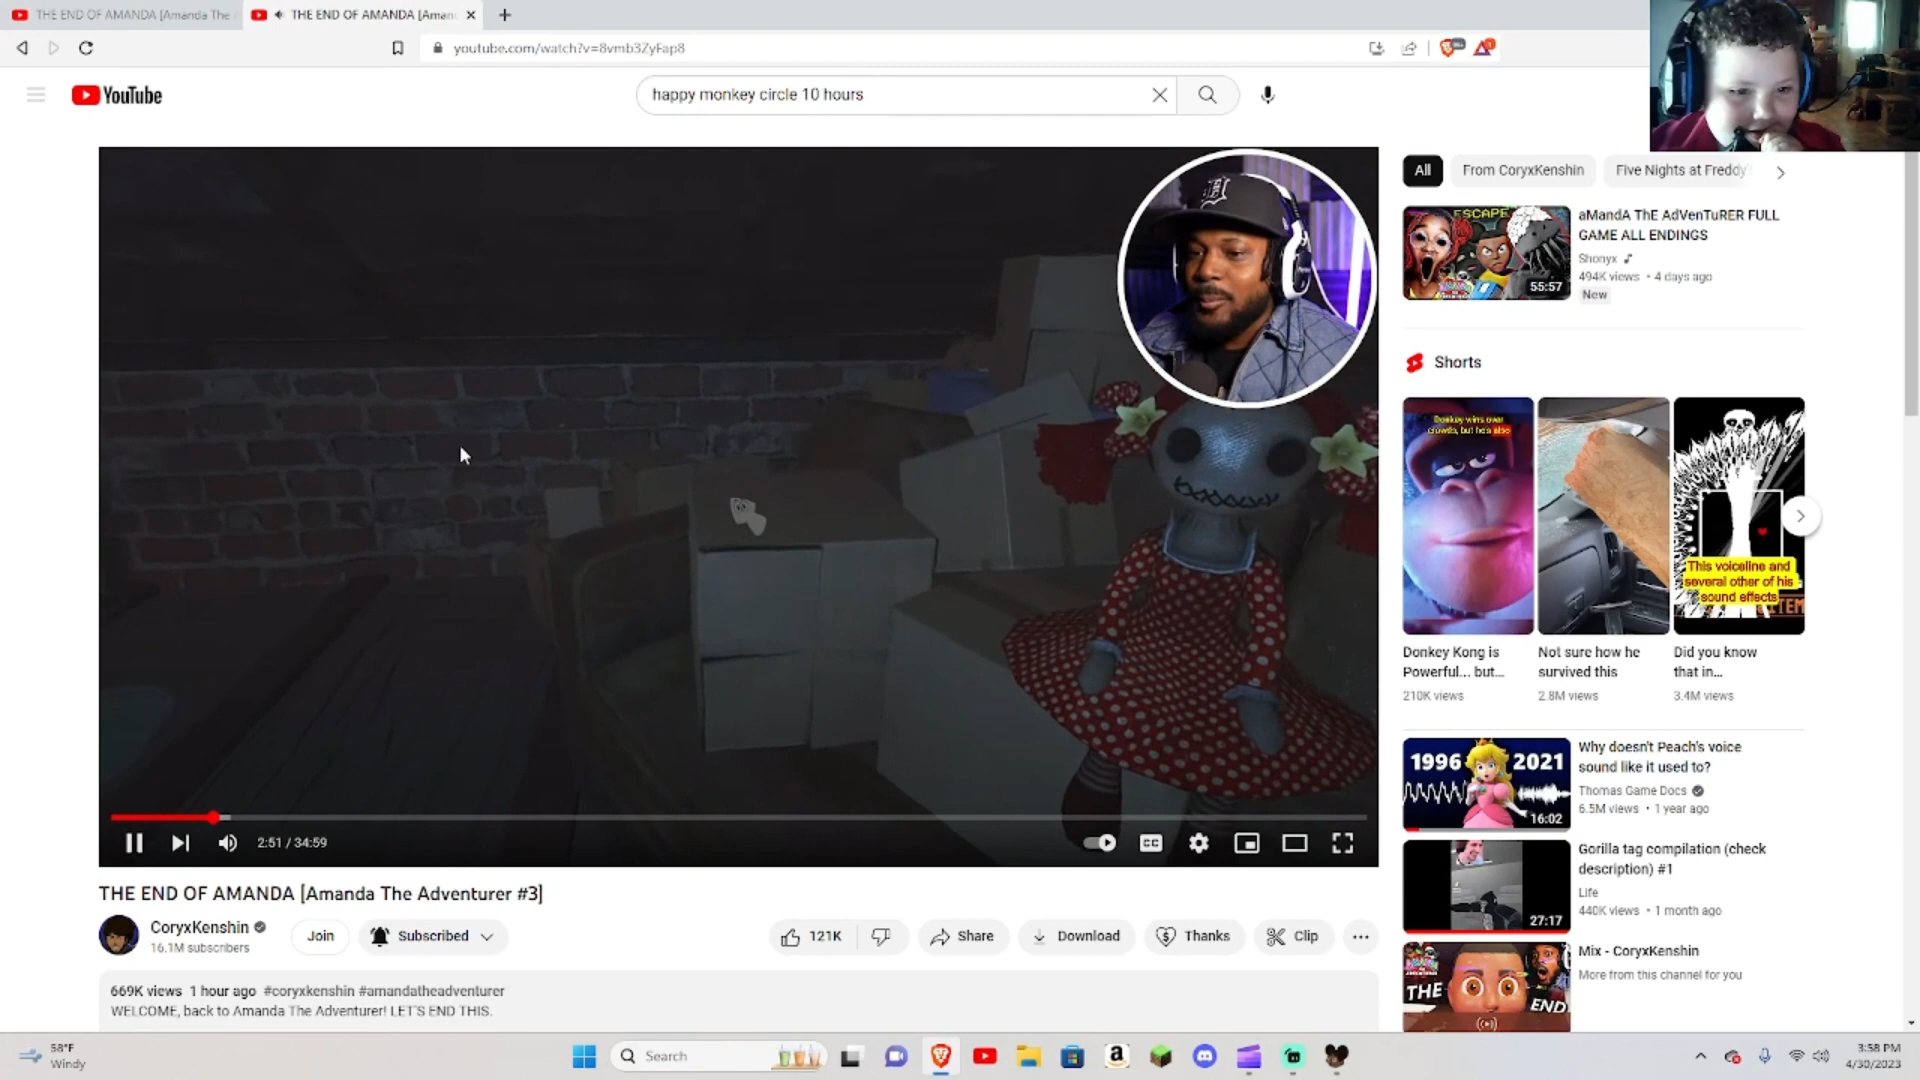 THE END OF AMANDA [Amanda The
THE END OF AMANDA [Aman
youtube.com/watch?v=8vmb3ZyFap8
YouTube
happy monkey circle 10 hours
All
From CoryxKenshin
Five Nights at Freddy'
ESCAPE
55:57
aMandA ThE AdVenTuRER FULL
GAME ALL ENDINGS
Shonyx
494K views • 4 days ago
New
Shorts
Donkey wins over
crowds, but he's also
This voiceline and
several other of his
sound effects
Donkey Kong is
Powerful... but...
210K views
Not sure how he
survived this
2.8M views
Did you know
that in...
3.4M views
1996
2021
16:02
Why doesn't Peach's voice
sound like it used to?
Thomas Game Docs
6.5M views • 1 year ago
27:17
Gorilla tag compilation (check
description) #1
Life
440K views • 1 month ago
THE
END
Mix - CoryxKenshin
More from this channel for you
2:51 / 34:59
CC
THE END OF AMANDA [Amanda The Adventurer #3]
CoryxKenshin
16.1M subscribers
Join
Subscribed
121K
Share
Download
Thanks
Clip
669K views 1 hour ago #coryxkenshin #amandatheadventurer
WELCOME, back to Amanda The Adventurer! LET'S END THIS.
58°F
Windy
Search
3:58 PM
4/30/2023